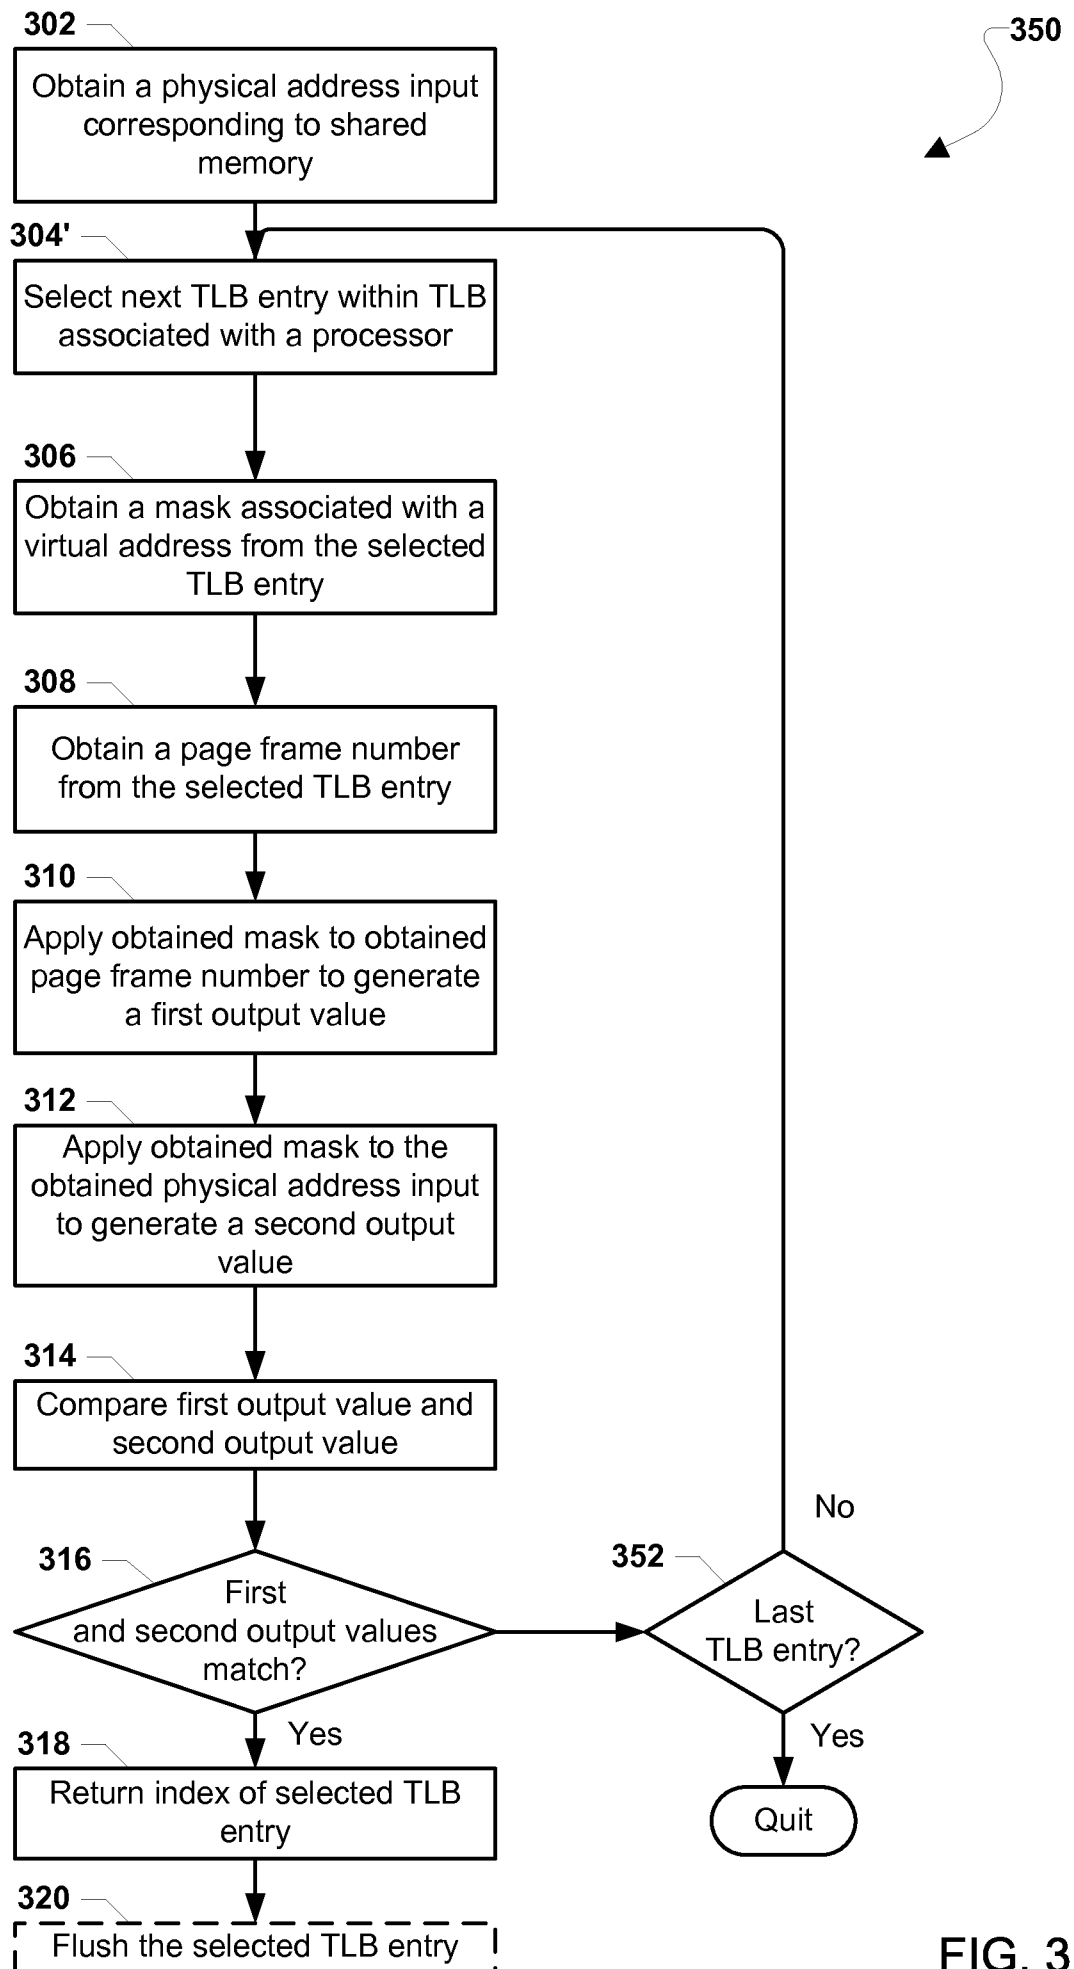 302
350
Obtain a physical address input
corresponding to shared
memory
304'
Select next TLB entry within TLB
associated with a processor
306
Obtain a mask associated with a
virtual address from the selected
TLB entry
308
Obtain a page frame number
from the selected TLB entry
310
Apply obtained mask to obtained
page frame number to generate
a first output value
312
Apply obtained mask to the
obtained physical address input
to generate a second output
value
314
Compare first output value and
second output value
No
316
352
First
and second output values
match?
Last
TLB entry?
Yes
Yes
318
Return index of selected TLB
entry
Quit
320
Flush the selected TLB entry
FIG. 3